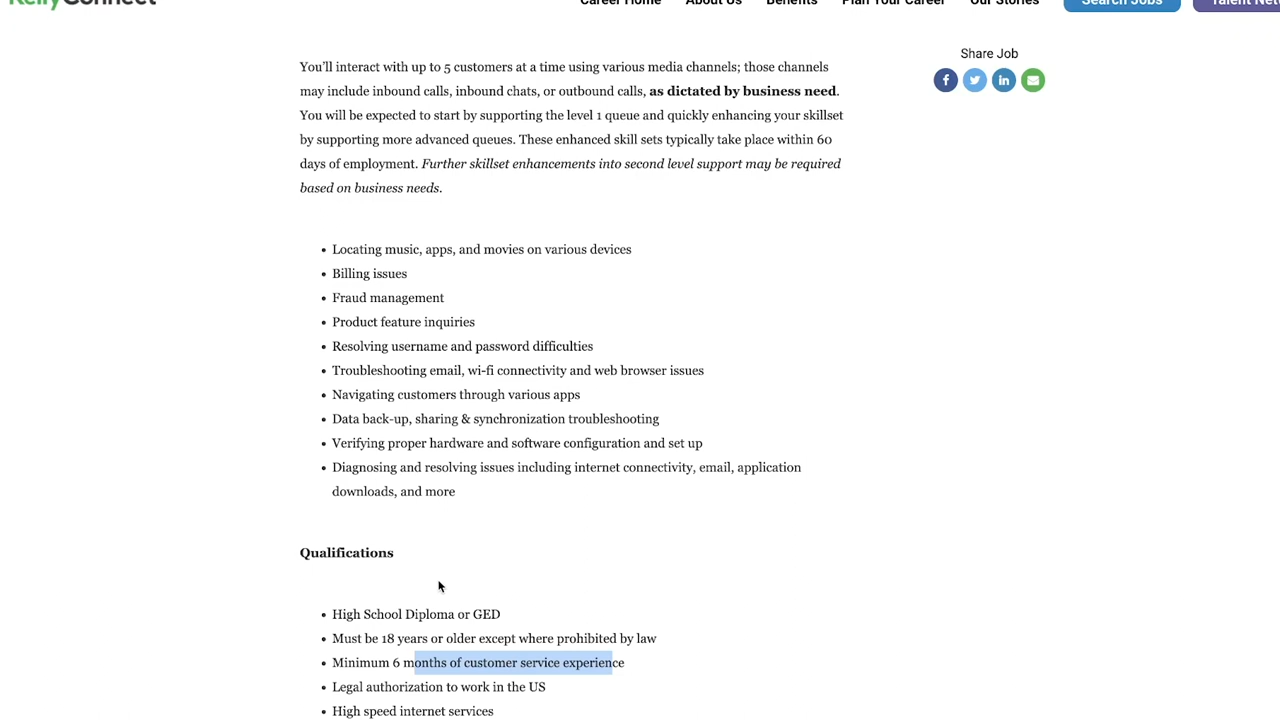 KellyConnect
Career Home About Us Benefits Plan Your Career Our Stories Search Jobs Talent Net
Share Job
You'll interact with up to 5 customers at a time using various media channels; those channels
may include inbound calls, inbound chats, or outbound calls, as dictated by business need.
You will be expected to start by supporting the level 1 queue and quickly enhancing your skillset
by supporting more advanced queues. These enhanced skill sets typically take place within 60
days of employment. Further skillset enhancements into second level support may be required
based on business needs.
• Locating music, apps, and movies on various devices
• Billing issues
• Fraud management
• Product feature inquiries
• Resolving username and password difficulties
• Troubleshooting email, wi-fi connectivity and web browser issues
• Navigating customers through various apps
• Data back-up, sharing & synchronization troubleshooting
• Verifying proper hardware and software configuration and set up
• Diagnosing and resolving issues including internet connectivity, email, application
downloads, and more
Qualifications
• High School Diploma or GED
• Must be 18 years or older except where prohibited by law
• Minimum 6 months of customer service experience
• Legal authorization to work in the US
• High speed internet services